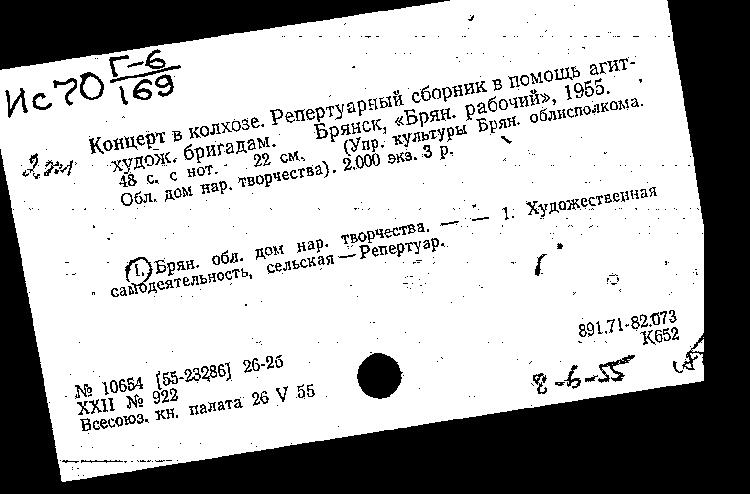 Ис70 Г-6
169
Концерт в колхозе. Репертуарный сборник в помощь агит-
худож. бригадам. Брянск, «Брян. рабочий», 1955.
48 с. с нот. 22 см. (Упр. культуры Брян. облисполкома.
Обл. дом нар. творчества). 2.000 экз. 3 р.
1. Брян. обл. дом нар. творчества. — — 1. Художественная
самодеятельность, сельская — Репертуар.
891.71-82.073
К652
№ 10654 [55-23286] 26-2б
XXII № 922
Всесоюз. кн. палата 26 V 55
8-6-55